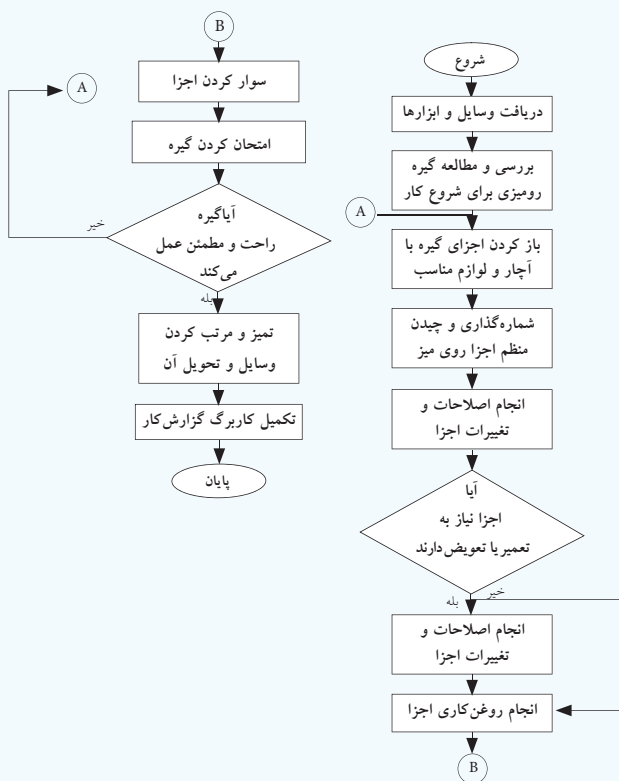 شروع
دریافت وسایل و ابزارها
بررسی و مطالعه گیره
رومیزی برای شروع کار
A
باز کردن اجزای گیره با
آچار و لوازم مناسب
شماره‌گذاری و چیدن
منظم اجزا روی میز
انجام اصلاحات و
تغییرات اجزا
آیا
اجزا نیاز به
تعمیر یا تعویض دارند
خیر
بله
انجام اصلاحات و
تغییرات اجزا
انجام روغن‌کاری اجزا
B
B
سوار کردن اجزا
A
امتحان کردن گیره
آیاگیره
راحت و مطمئن عمل
می‌کند
خیر
بله
تمیز و مرتب کردن
وسایل و تحویل آن
تکمیل کاربرگ گزارش‌کار
پایان